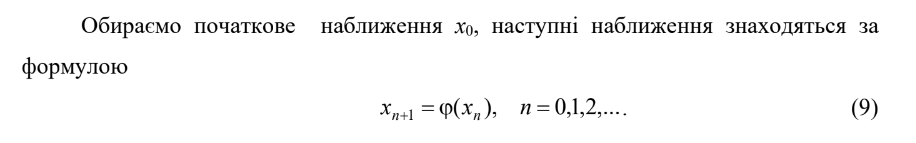 Обираємо початкове наближення x₀, наступні наближення знаходяться за
формулою
xₙ₊₁ = φ(xₙ), n = 0,1,2,.... (9)